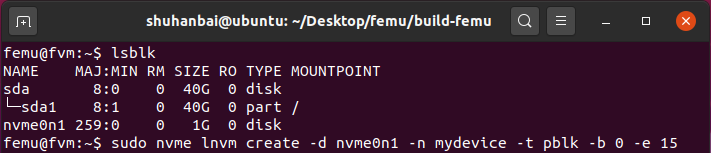 shuhanbai@ubuntu: ~/Desktop/femu/build-femu
femu@fvm:~$ lsblk
NAME    MAJ:MIN RM SIZE RO TYPE MOUNTPOINT
sda       8:0    0  40G  0 disk
└─sda1    8:1    0  40G  0 part /
nvme0n1 259:0    0   1G  0 disk
femu@fvm:~$ sudo nvme lnvm create -d nvme0n1 -n mydevice -t pblk -b 0 -e 15